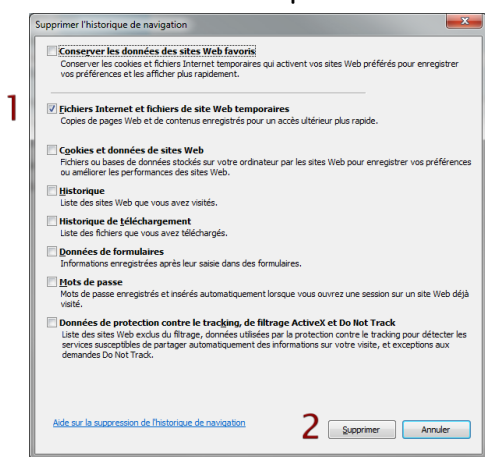 Supprimer l'historique de navigation
Conserver les données des sites Web favoris
Conserver les cookies et fichiers Internet temporaires qui activent vos sites Web préférés pour enregistrer
vos préférences et les afficher plus rapidement.
1
Fichiers Internet et fichiers de site Web temporaires
Copies de pages Web et de contenus enregistrés pour un accès ultérieur plus rapide.
Cookies et données de sites Web
Fichiers ou bases de données stockés sur votre ordinateur par les sites Web pour enregistrer vos préférences
ou améliorer les performances des sites Web.
Historique
Liste des sites Web que vous avez visités.
Historique de téléchargement
Liste des fichiers que vous avez téléchargés.
Données de formulaires
Informations enregistrées après leur saisie dans des formulaires.
Mots de passe
Mots de passe enregistrés et insérés automatiquement lorsque vous ouvrez une session sur un site Web déjà
visité.
Données de protection contre le tracking, de filtrage ActiveX et Do Not Track
Liste des sites Web exclus du filtrage, données utilisées par la protection contre le tracking pour détecter les
services susceptibles de partager automatiquement des informations sur votre visite, et exceptions aux
demandes Do Not Track.
Aide sur la suppression de l'historique de navigation
2
Supprimer
Annuler